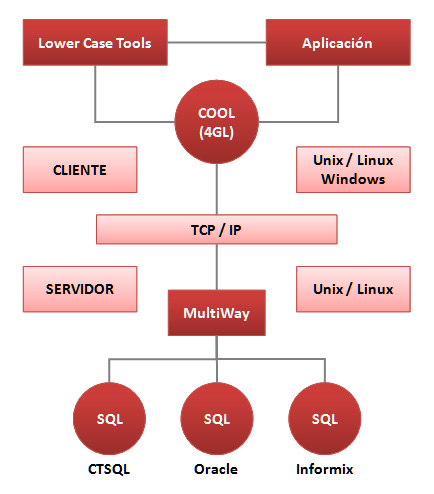 Lower Case Tools
Aplicación
COOL
(4GL)
CLIENTE
Unix / Linux
Windows
TCP / IP
SERVIDOR
Unix / Linux
MultiWay
SQL
SQL
SQL
CTSQL
Oracle
Informix